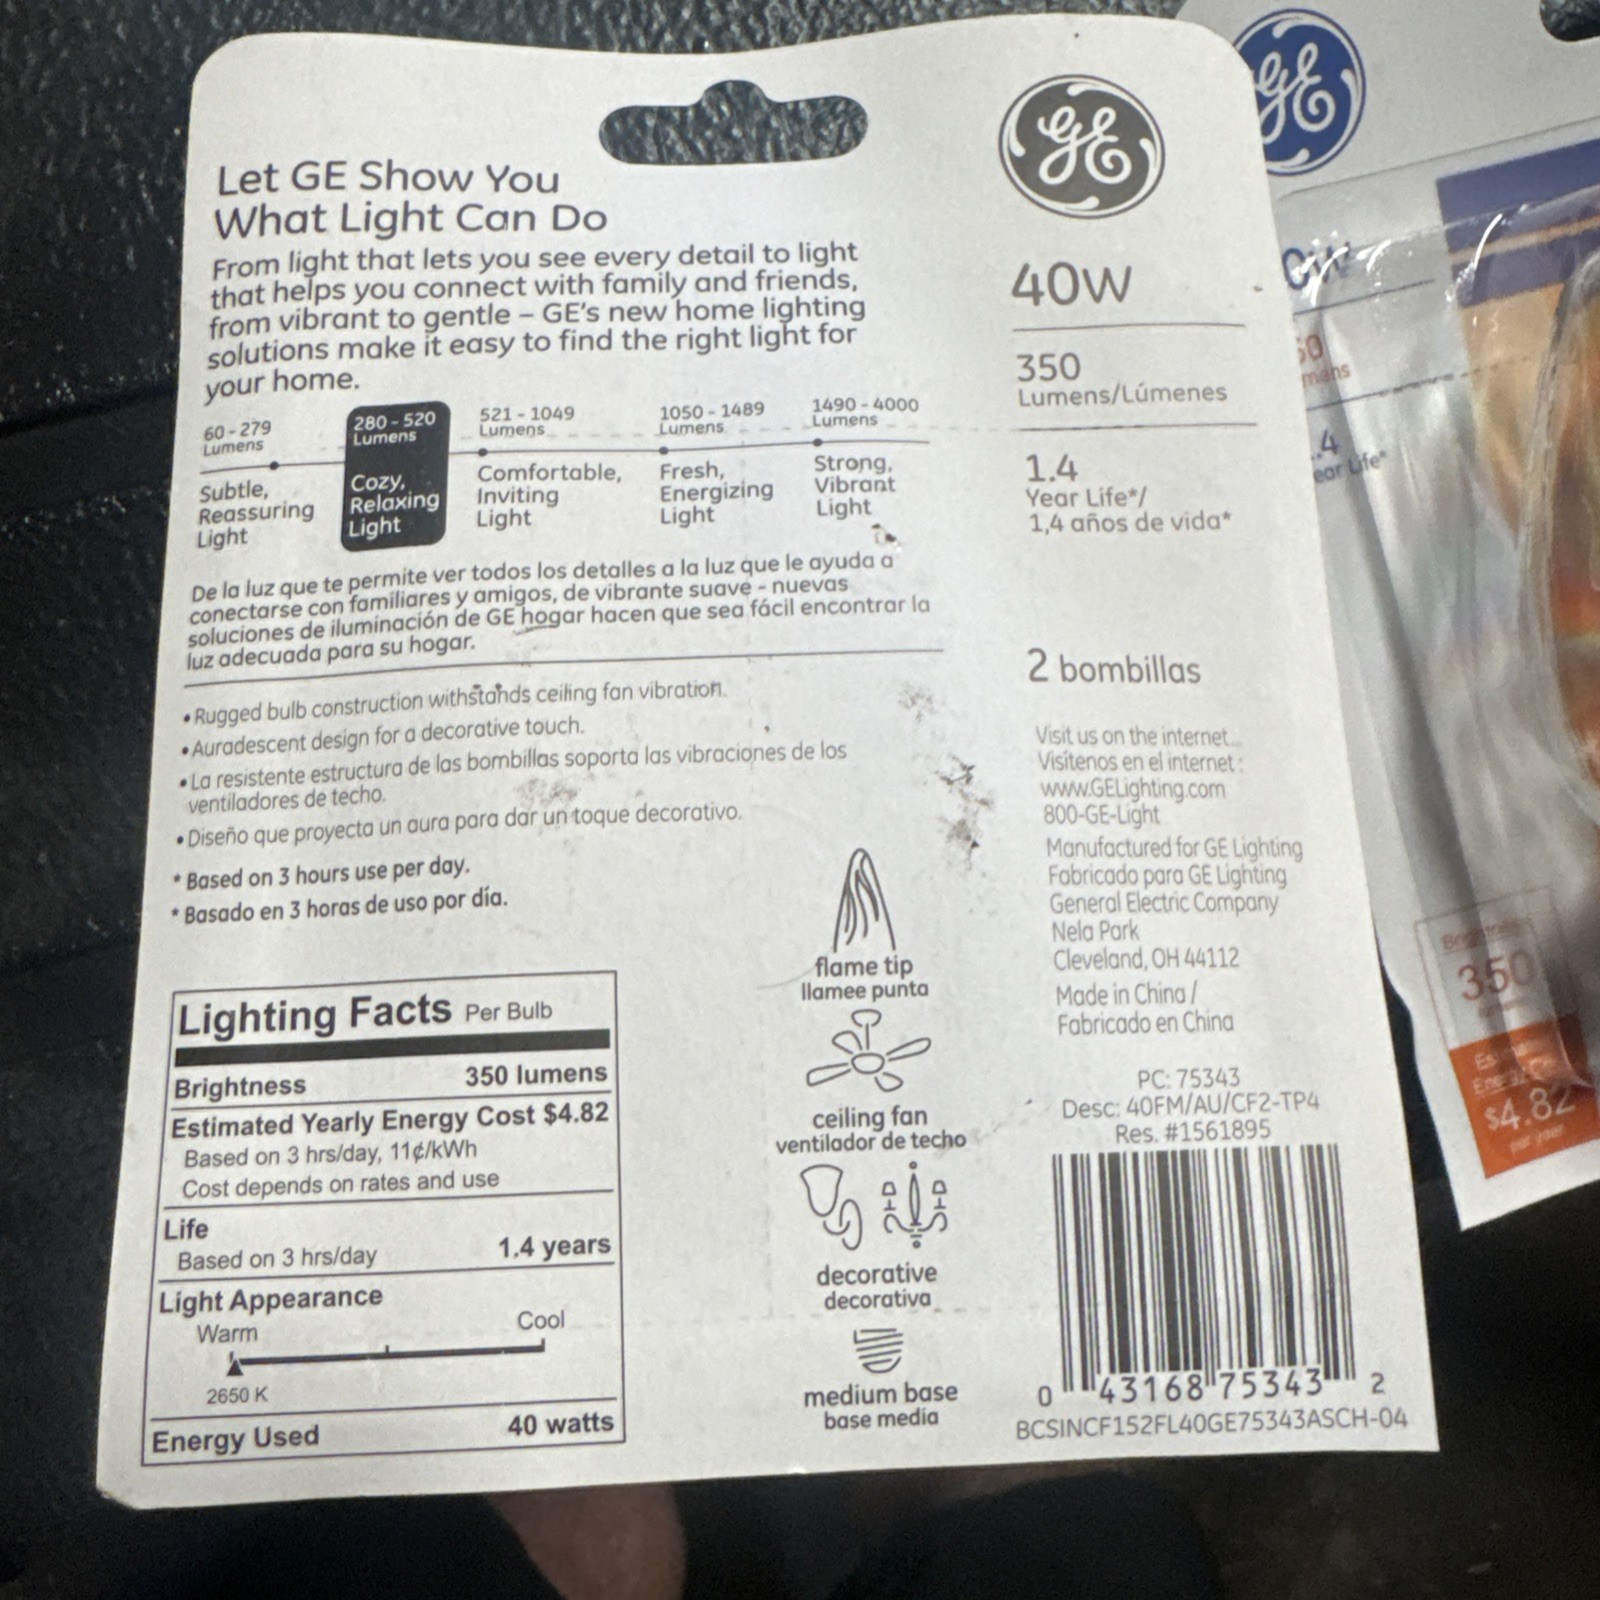 Let GE Show You
What Light Can Do
From light that lets you see every detail to light
that helps you connect with family and friends,
from vibrant to gentle – GE's new home lighting
solutions make it easy to find the right light for
your home.
60 - 279
Lumens
Subtle,
Reassuring
Light
280 - 520
Lumens
Cozy,
Relaxing
Light
521 - 1049
Lumens
Comfortable,
Inviting
Light
1050 - 1489
Lumens
Fresh,
Energizing
Light
1490 - 4000
Lumens
Strong,
Vibrant
Light
De la luz que te permite ver todos los detalles a la luz que le ayuda a
conectarse con familiares y amigos, de vibrante suave - nuevas
soluciones de iluminación de GE hogar hacen que sea fácil encontrar la
luz adecuada para su hogar.
• Rugged bulb construction withstands ceiling fan vibration.
• Auradescent design for a decorative touch.
• La resistente estructura de las bombillas soporta las vibraciones de los
ventiladores de techo.
• Diseño que proyecta un aura para dar un toque decorativo.
* Based on 3 hours use per day.
* Basado en 3 horas de uso por día.
Lighting Facts Per Bulb
Brightness 350 lumens
Estimated Yearly Energy Cost $4.82
Based on 3 hrs/day, 11¢/kWh
Cost depends on rates and use
Life
Based on 3 hrs/day 1.4 years
Light Appearance
Warm Cool
2650 K
Energy Used 40 watts
flame tip
llamee punta
ceiling fan
ventilador de techo
decorative
decorativa
medium base
base media
GE
40W
350
Lumens/Lúmenes
1.4
Year Life*/
1,4 años de vida*
2 bombillas
Visit us on the internet...
Visítenos en el internet :
www.GELighting.com
800-GE-Light
Manufactured for GE Lighting
Fabricado para GE Lighting
General Electric Company
Nela Park
Cleveland, OH 44112
Made in China /
Fabricado en China
PC: 75343
Desc: 40FM/AU/CF2-TP4
Res. #1561895
0 43168 75343 2
BCSINCF152FL40GE75343ASCH-04
GE
0W
50
mens
.4
ear Life*
350
$4.82
per year